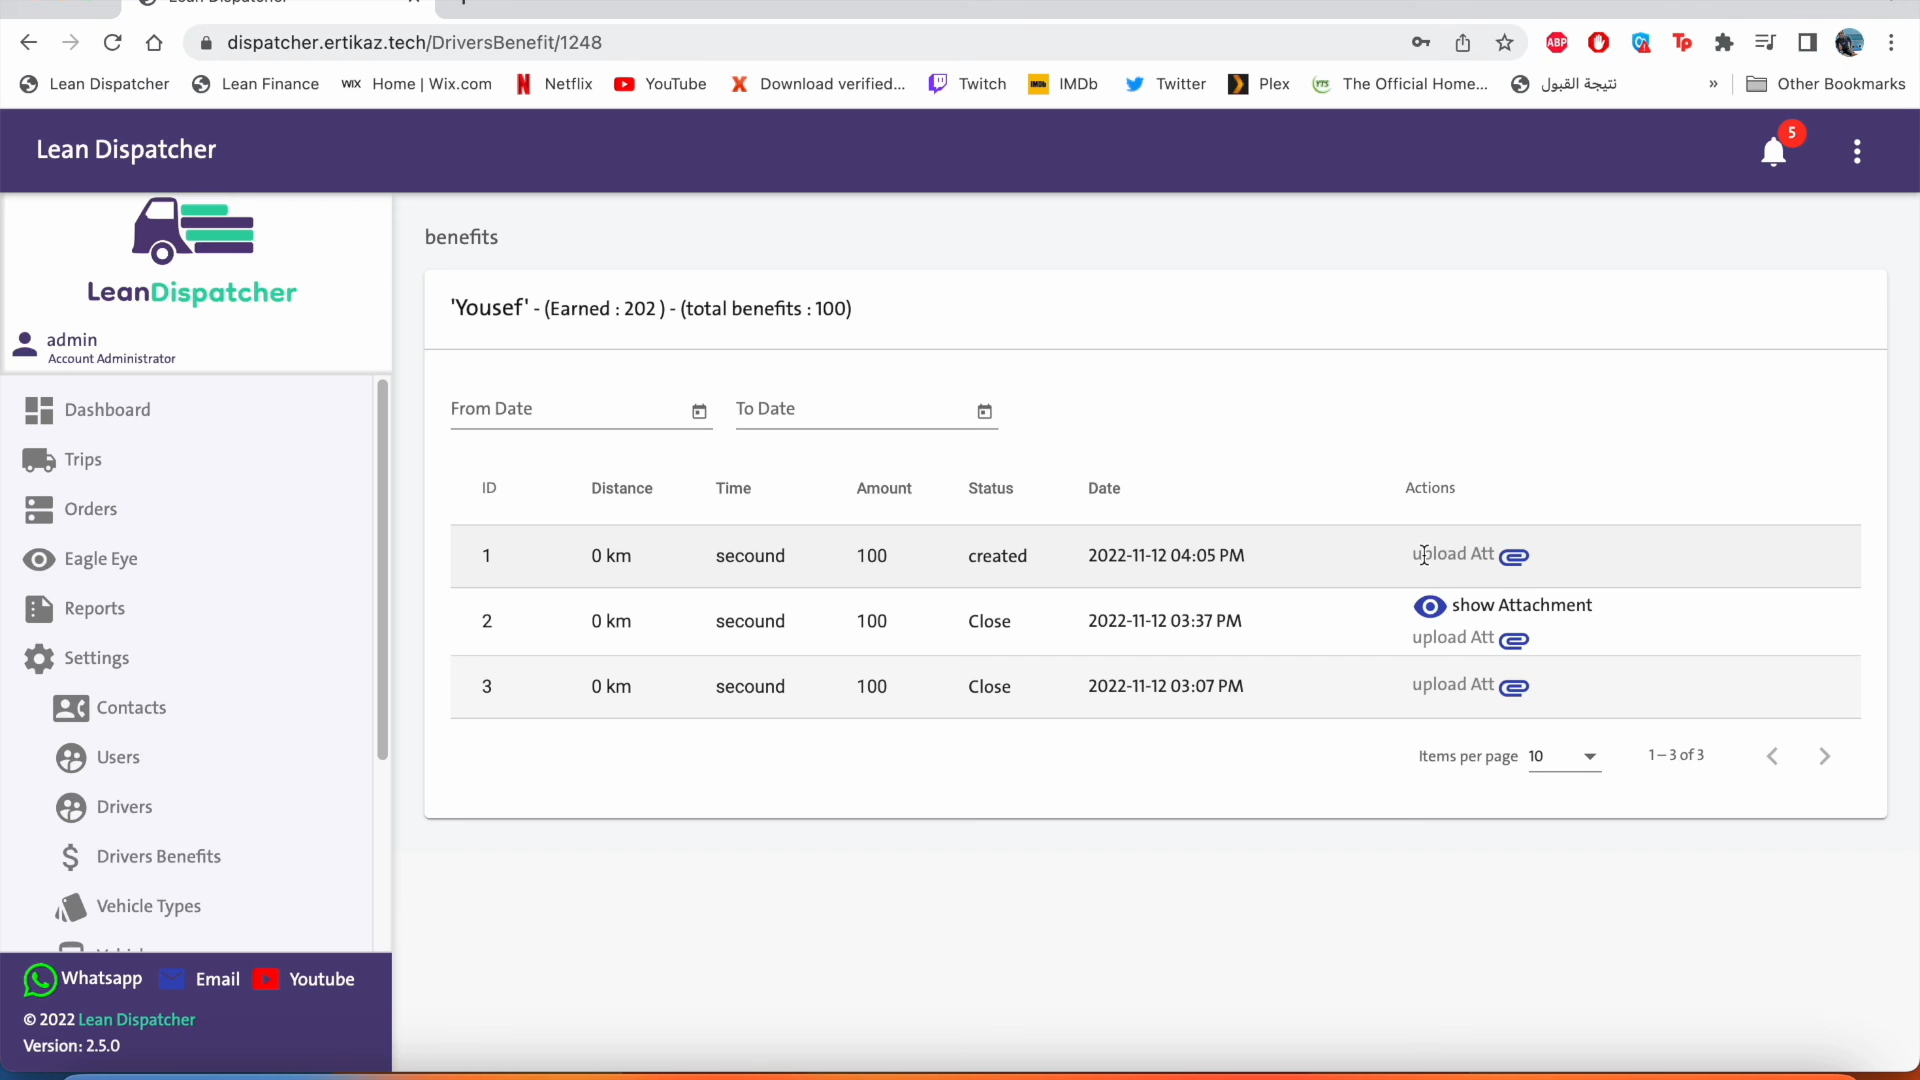 dispatcher.ertikaz.tech/DriversBenefit/1248
ABP
Tp
Lean Dispatcher
Lean Finance
WIX Home | Wix.com
Netflix
YouTube
Download verified...
Twitch
IMDb IMDb
Twitter
Plex
YTS The Official Home...
نتيجة القبول
»
Other Bookmarks
Lean Dispatcher
5
LeanDispatcher
admin
Account Administrator
Dashboard
Trips
Orders
Eagle Eye
Reports
Settings
Contacts
Users
Drivers
Drivers Benefits
Vehicle Types
Whatsapp Email Youtube
© 2022 Lean Dispatcher
Version: 2.5.0
benefits
'Yousef' - (Earned : 202 ) - (total benefits : 100)
From Date To Date
ID Distance Time Amount Status Date Actions
1 0 km secound 100 created 2022-11-12 04:05 PM upload Att
2 0 km secound 100 Close 2022-11-12 03:37 PM show Attachment
upload Att
3 0 km secound 100 Close 2022-11-12 03:07 PM upload Att
Items per page 10 1 – 3 of 3